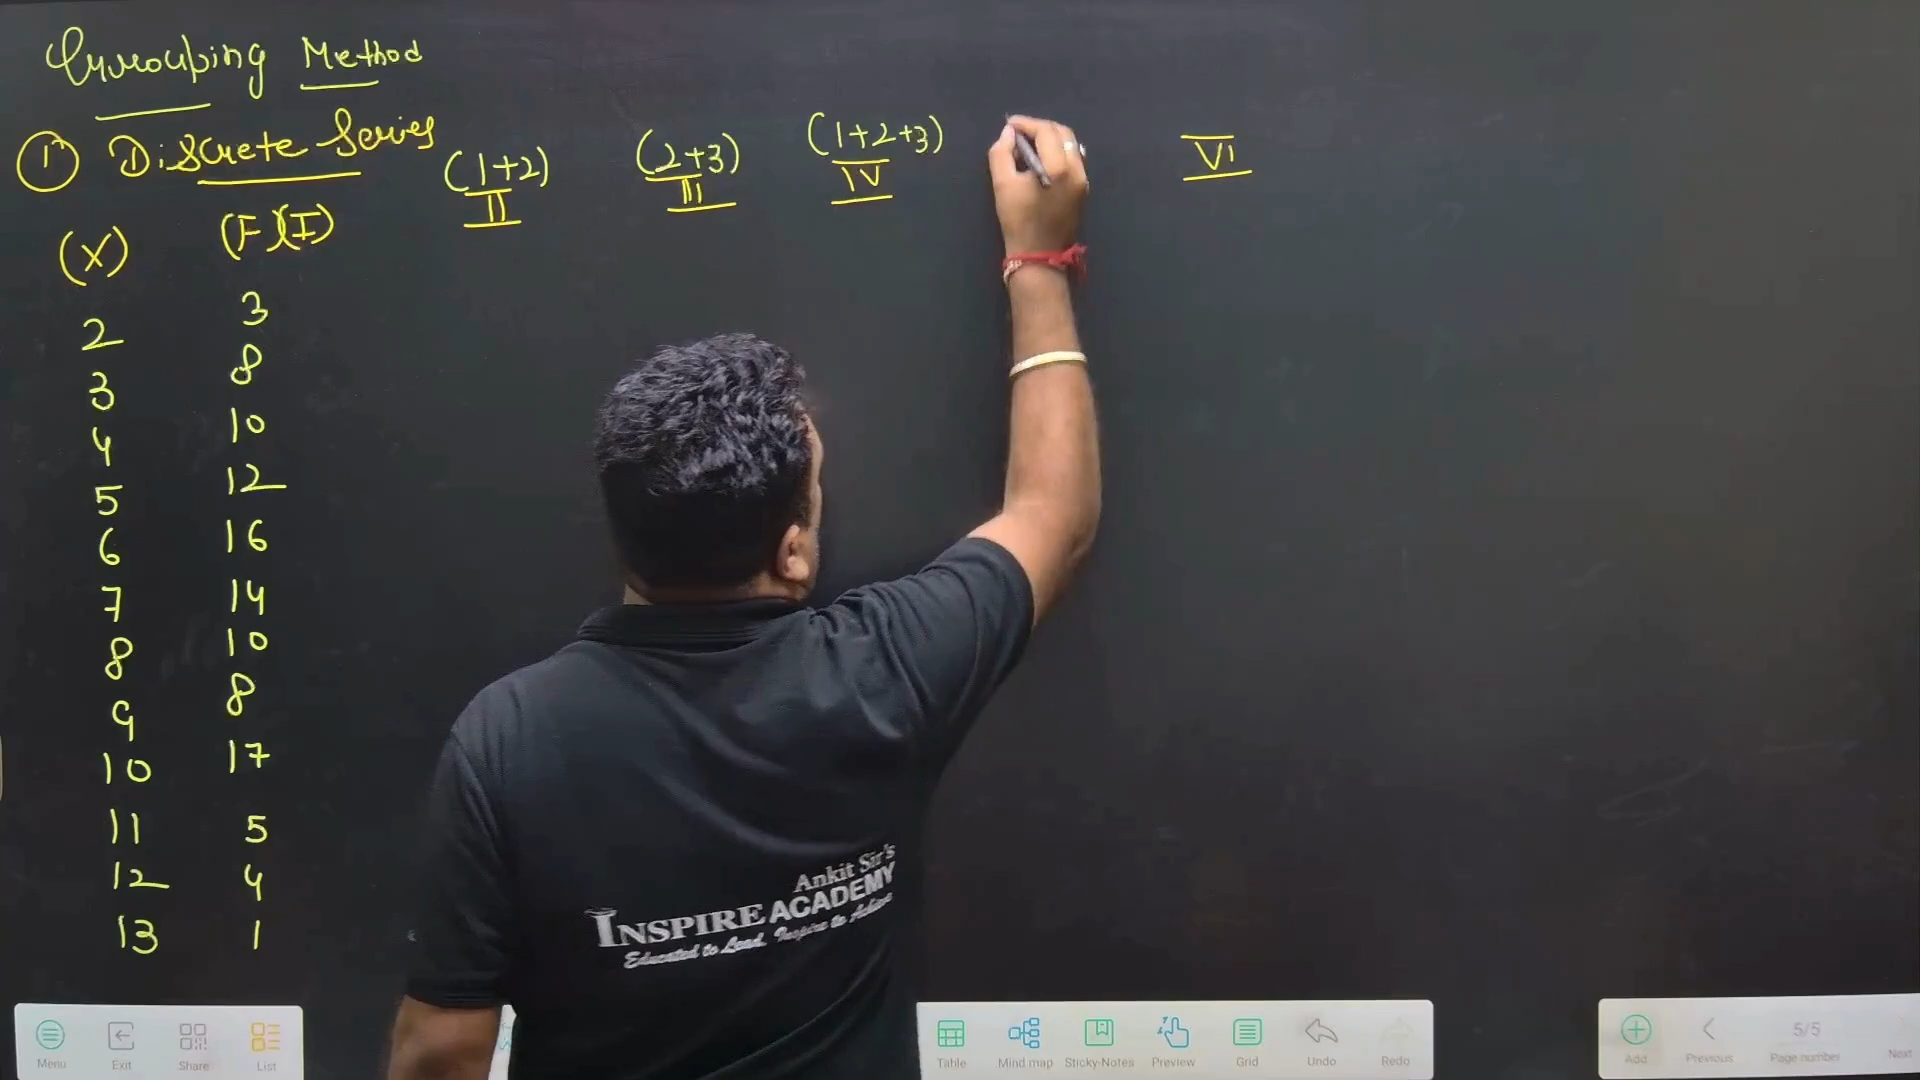 Grouping Method
① Discrete Series
(1+2) (2+3) (1+2+3)
II III IV VI
(X) (F)(I)
2 3
3 8
4 10
5 12
6 16
7 14
8 10
9 8
10 17
11 5
12 4
13 1
Ankit Sir's
INSPIRE ACADEMY
Educated to Lead. Inspire to Achieve
Menu Exit Share List Table Mind map Sticky-Notes Preview Grid Undo Redo Add Previous 5/5 Page number Next